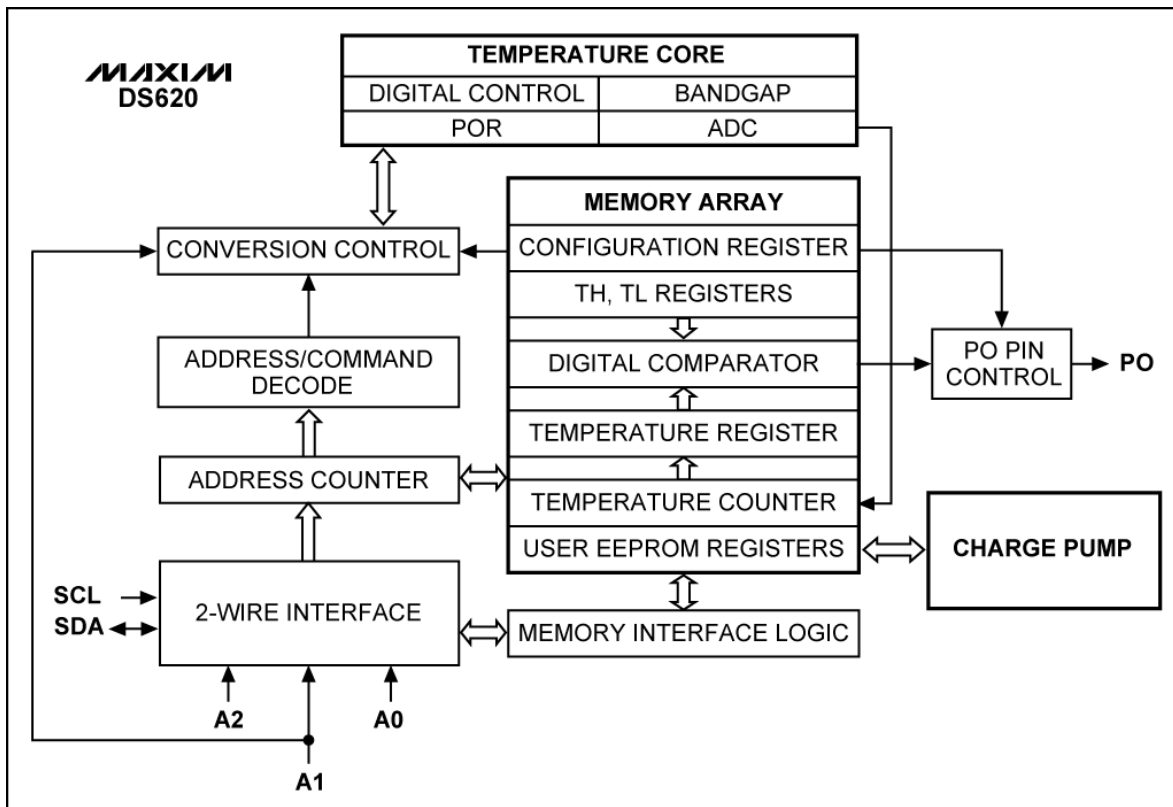 MAXIM
DS620
TEMPERATURE CORE
DIGITAL CONTROL
BANDGAP
POR
ADC
MEMORY ARRAY
CONVERSION CONTROL
CONFIGURATION REGISTER
TH, TL REGISTERS
ADDRESS/COMMAND
DECODE
DIGITAL COMPARATOR
PO PIN
CONTROL
PO
TEMPERATURE REGISTER
ADDRESS COUNTER
TEMPERATURE COUNTER
USER EEPROM REGISTERS
CHARGE PUMP
SCL
SDA
2-WIRE INTERFACE
MEMORY INTERFACE LOGIC
A2
A0
A1